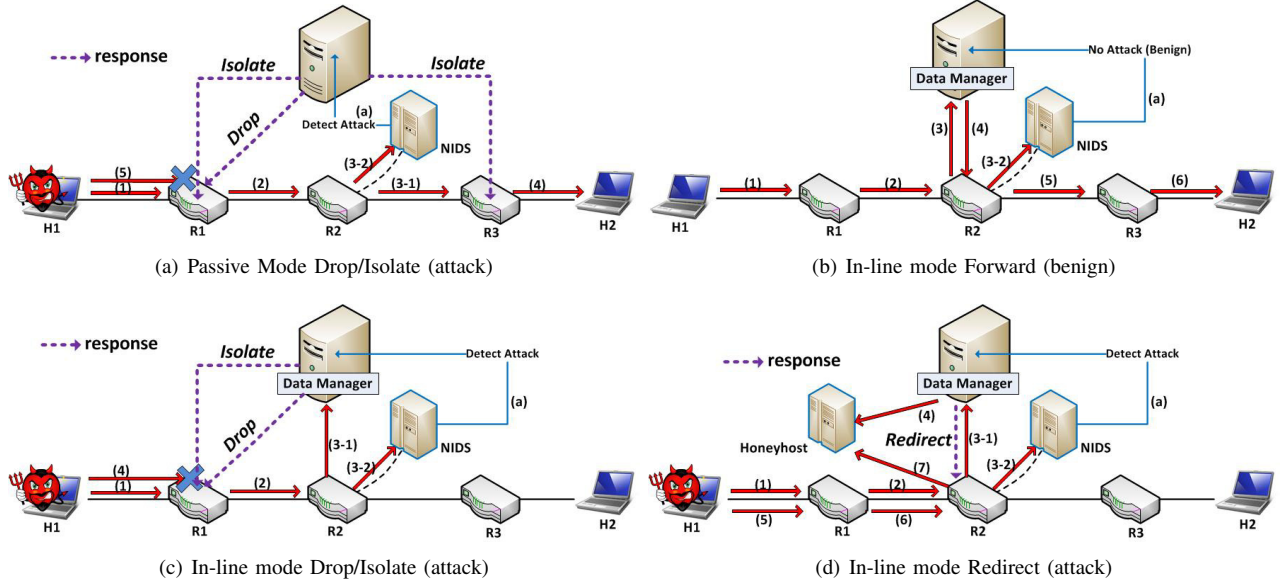 response
Isolate
Isolate
Drop
(a)
Detect Attack
NIDS
(5)
(1)
(2)
(3-2)
(3-1)
(4)
H1
R1
R2
R3
H2
(a) Passive Mode Drop/Isolate (attack)
No Attack (Benign)
Data Manager
(a)
(3)
(4)
(3-2)
NIDS
(1)
(2)
(5)
(6)
H1
R1
R2
R3
H2
(b) In-line mode Forward (benign)
response
Isolate
Detect Attack
Data Manager
(a)
Drop
(3-1)
(3-2)
NIDS
(4)
(1)
(2)
H1
R1
R2
R3
H2
(c) In-line mode Drop/Isolate (attack)
response
Detect Attack
Data Manager
(a)
(4)
Redirect
(3-1)
Honeyhost
(7)
(3-2)
NIDS
(1)
(2)
(5)
(6)
H1
R1
R2
R3
H2
(d) In-line mode Redirect (attack)